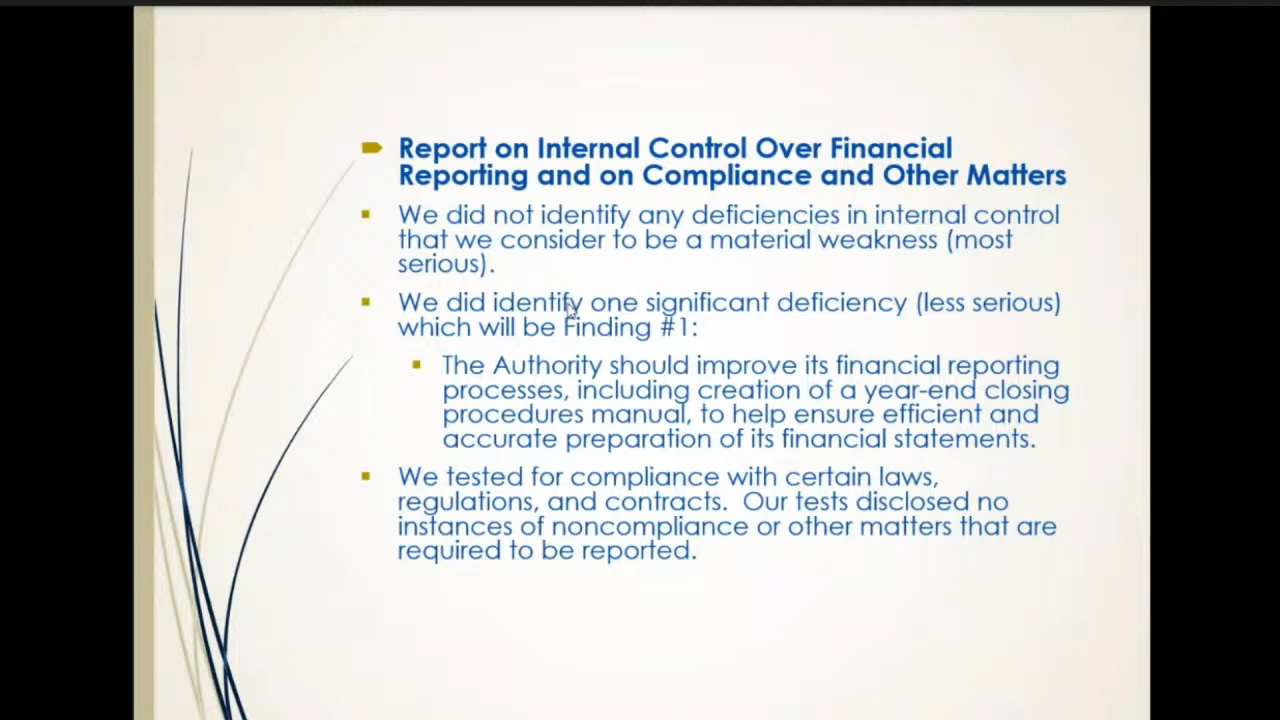 Report on Internal Control Over Financial
Reporting and on Compliance and Other Matters
We did not identify any deficiencies in internal control
that we consider to be a material weakness (most
serious).
We did identify one significant deficiency (less serious)
which will be Finding #1:
The Authority should improve its financial reporting
processes, including creation of a year-end closing
procedures manual, to help ensure efficient and
accurate preparation of its financial statements.
We tested for compliance with certain laws,
regulations, and contracts.  Our tests disclosed no
instances of noncompliance or other matters that are
required to be reported.